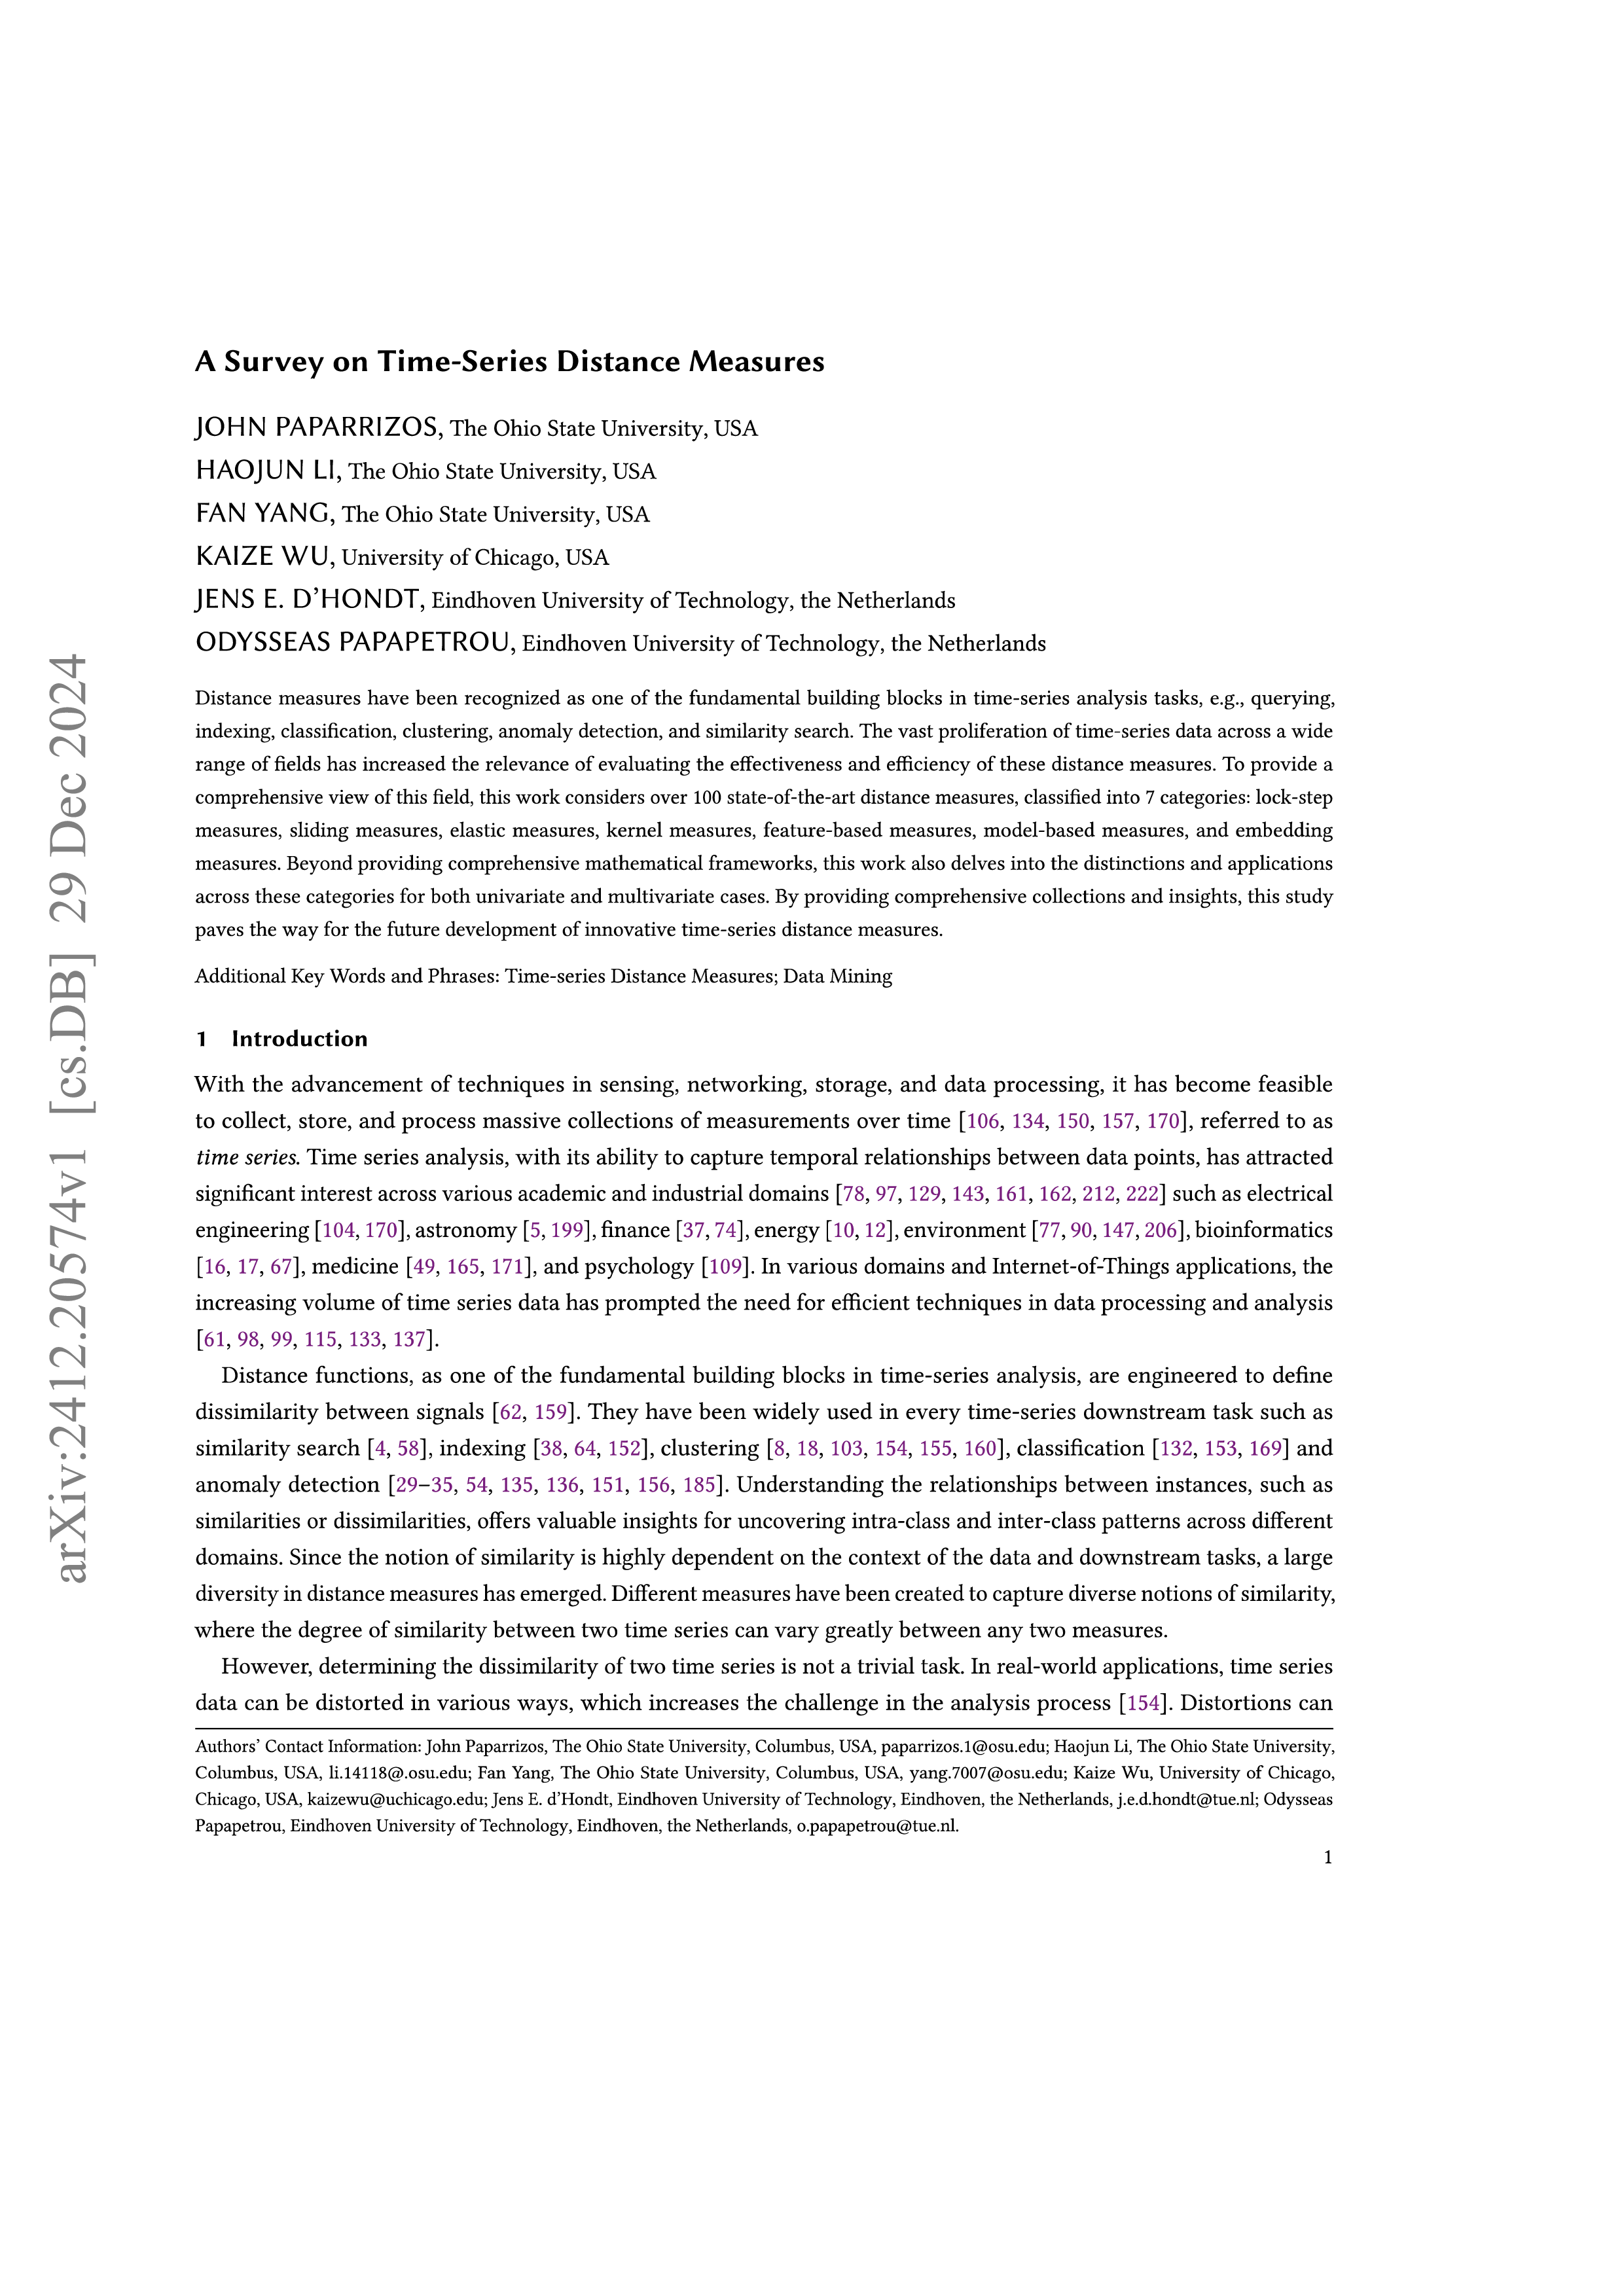 A Survey on Time-Series Distance Measures
JOHN PAPARRIZOS, The Ohio State University, USA
HAOJUN LI, The Ohio State University, USA
FAN YANG, The Ohio State University, USA
KAIZE WU, University of Chicago, USA
JENS E. D’HONDT, Eindhoven University of Technology, the Netherlands
ODYSSEAS PAPAPETROU, Eindhoven University of Technology, the Netherlands
Distance measures have been recognized as one of the fundamental building blocks in time-series analysis tasks, e.g., querying,
indexing, classification, clustering, anomaly detection, and similarity search. The vast proliferation of time-series data across a wide
range of fields has increased the relevance of evaluating the effectiveness and efficiency of these distance measures. To provide a
comprehensive view of this field, this work considers over 100 state-of-the-art distance measures, classified into 7 categories: lock-step
measures, sliding measures, elastic measures, kernel measures, feature-based measures, model-based measures, and embedding
measures. Beyond providing comprehensive mathematical frameworks, this work also delves into the distinctions and applications
across these categories for both univariate and multivariate cases. By providing comprehensive collections and insights, this study
paves the way for the future development of innovative time-series distance measures.
Additional Key Words and Phrases: Time-series Distance Measures; Data Mining
1 Introduction
With the advancement of techniques in sensing, networking, storage, and data processing, it has become feasible
to collect, store, and process massive collections of measurements over time [106, 134, 150, 157, 170], referred to as
time series. Time series analysis, with its ability to capture temporal relationships between data points, has attracted
significant interest across various academic and industrial domains [78, 97, 129, 143, 161, 162, 212, 222] such as electrical
engineering [104, 170], astronomy [5, 199], finance [37, 74], energy [10, 12], environment [77, 90, 147, 206], bioinformatics
[16, 17, 67], medicine [49, 165, 171], and psychology [109]. In various domains and Internet-of-Things applications, the
increasing volume of time series data has prompted the need for efficient techniques in data processing and analysis
[61, 98, 99, 115, 133, 137].
Distance functions, as one of the fundamental building blocks in time-series analysis, are engineered to define
dissimilarity between signals [62, 159]. They have been widely used in every time-series downstream task such as
similarity search [4, 58], indexing [38, 64, 152], clustering [8, 18, 103, 154, 155, 160], classification [132, 153, 169] and
anomaly detection [29–35, 54, 135, 136, 151, 156, 185]. Understanding the relationships between instances, such as
similarities or dissimilarities, offers valuable insights for uncovering intra-class and inter-class patterns across different
domains. Since the notion of similarity is highly dependent on the context of the data and downstream tasks, a large
diversity in distance measures has emerged. Different measures have been created to capture diverse notions of similarity,
where the degree of similarity between two time series can vary greatly between any two measures.
However, determining the dissimilarity of two time series is not a trivial task. In real-world applications, time series
data can be distorted in various ways, which increases the challenge in the analysis process [154]. Distortions can
Authors’ Contact Information: John Paparrizos, The Ohio State University, Columbus, USA, paparrizos.1@osu.edu; Haojun Li, The Ohio State University,
Columbus, USA, li.14118@.osu.edu; Fan Yang, The Ohio State University, Columbus, USA, yang.7007@osu.edu; Kaize Wu, University of Chicago,
Chicago, USA, kaizewu@uchicago.edu; Jens E. d’Hondt, Eindhoven University of Technology, Eindhoven, the Netherlands, j.e.d.hondt@tue.nl; Odysseas
Papapetrou, Eindhoven University of Technology, Eindhoven, the Netherlands, o.papapetrou@tue.nl.
1
arXiv:2412.20574v1 [cs.DB] 29 Dec 2024